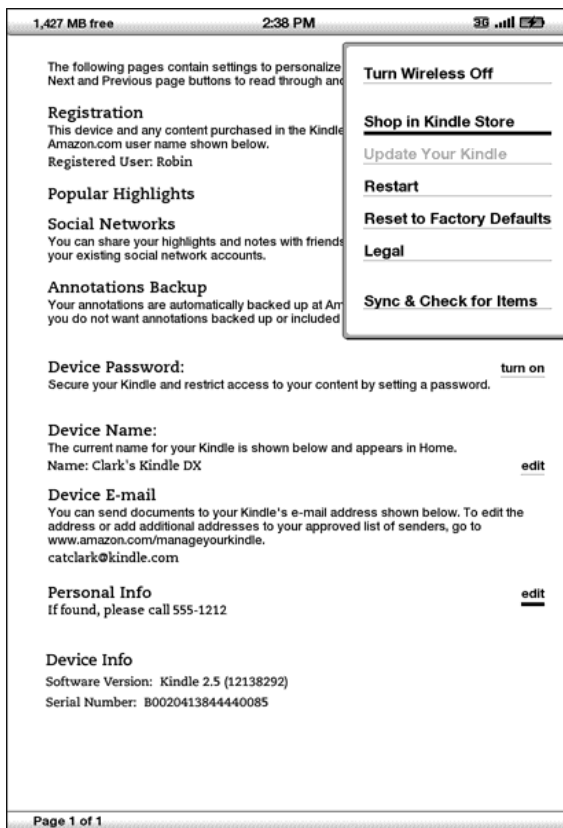 1,427 MB free 2:38 PM 3G
The following pages contain settings to personalize
Next and Previous page buttons to read through and
Registration
This device and any content purchased in the Kindle
Amazon.com user name shown below.
Registered User: Robin
Popular Highlights
Social Networks
You can share your highlights and notes with friends
your existing social network accounts.
Annotations Backup
Your annotations are automatically backed up at Am
you do not want annotations backed up or included
Turn Wireless Off
Shop in Kindle Store
Update Your Kindle
Restart
Reset to Factory Defaults
Legal
Sync & Check for Items
Device Password: turn on
Secure your Kindle and restrict access to your content by setting a password.
Device Name:
The current name for your Kindle is shown below and appears in Home.
Name: Clark's Kindle DX edit
Device E-mail
You can send documents to your Kindle's e-mail address shown below. To edit the
address or add additional addresses to your approved list of senders, go to
www.amazon.com/manageyourkindle.
catclark@kindle.com
Personal Info edit
If found, please call 555-1212
Device Info
Software Version: Kindle 2.5 (12138292)
Serial Number: B0020413844440085
Page 1 of 1